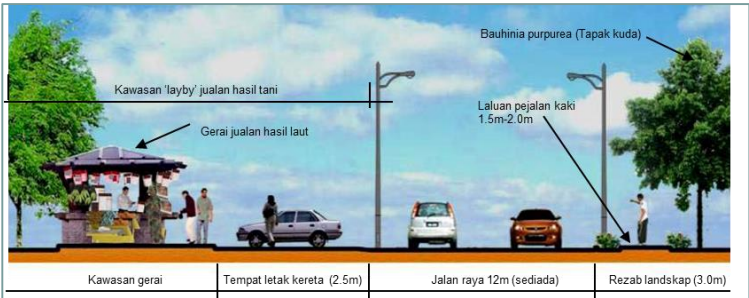 Bauhinia purpurea (Tapak kuda)
Kawasan 'layby' jualan hasil tani
Laluan pejalan kaki
1.5m-2.0m
Gerai jualan hasil laut
Kawasan gerai
Tempat letak kereta (2.5m)
Jalan raya 12m (sediada)
Rezab landskap (3.0m)